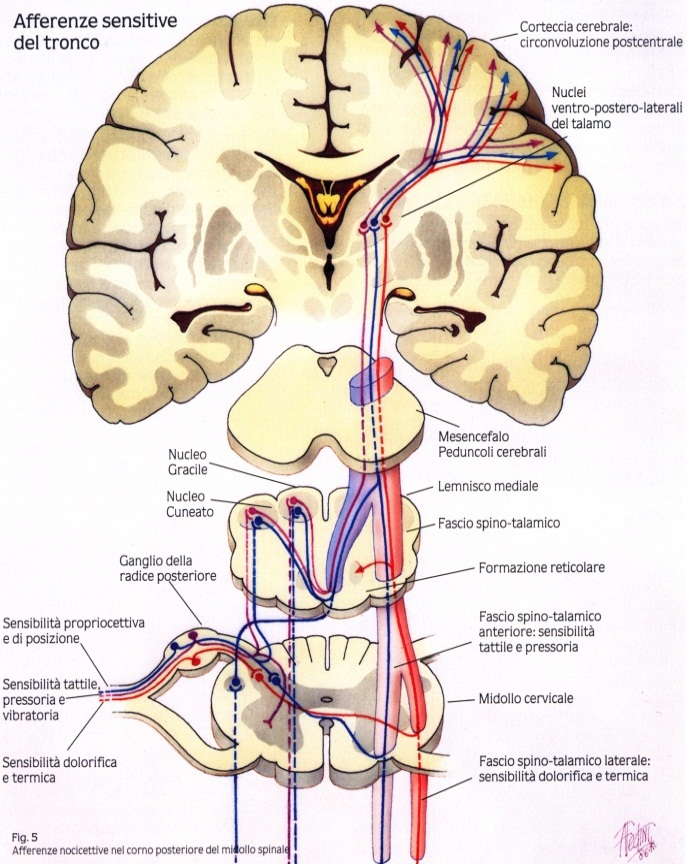 Afferenze sensitive
del tronco
Corteccia cerebrale:
circonvoluzione postcentrale
Nuclei
ventro-postero-laterali
del talamo
Mesencefalo
Peduncoli cerebrali
Nucleo
Gracile
Nucleo
Cuneato
Lemnisco mediale
Fascio spino-talamico
Ganglio della
radice posteriore
Formazione reticolare
Sensibilità propriocettiva
e di posizione
Fascio spino-talamico
anteriore: sensibilità
tattile e pressoria
Sensibilità tattile,
pressoria e
vibratoria
Midollo cervicale
Sensibilità dolorifica
e termica
Fascio spino-talamico laterale:
sensibilità dolorifica e termica
Fig. 5
Afferenze nocicettive nel corno posteriore del midollo spinale